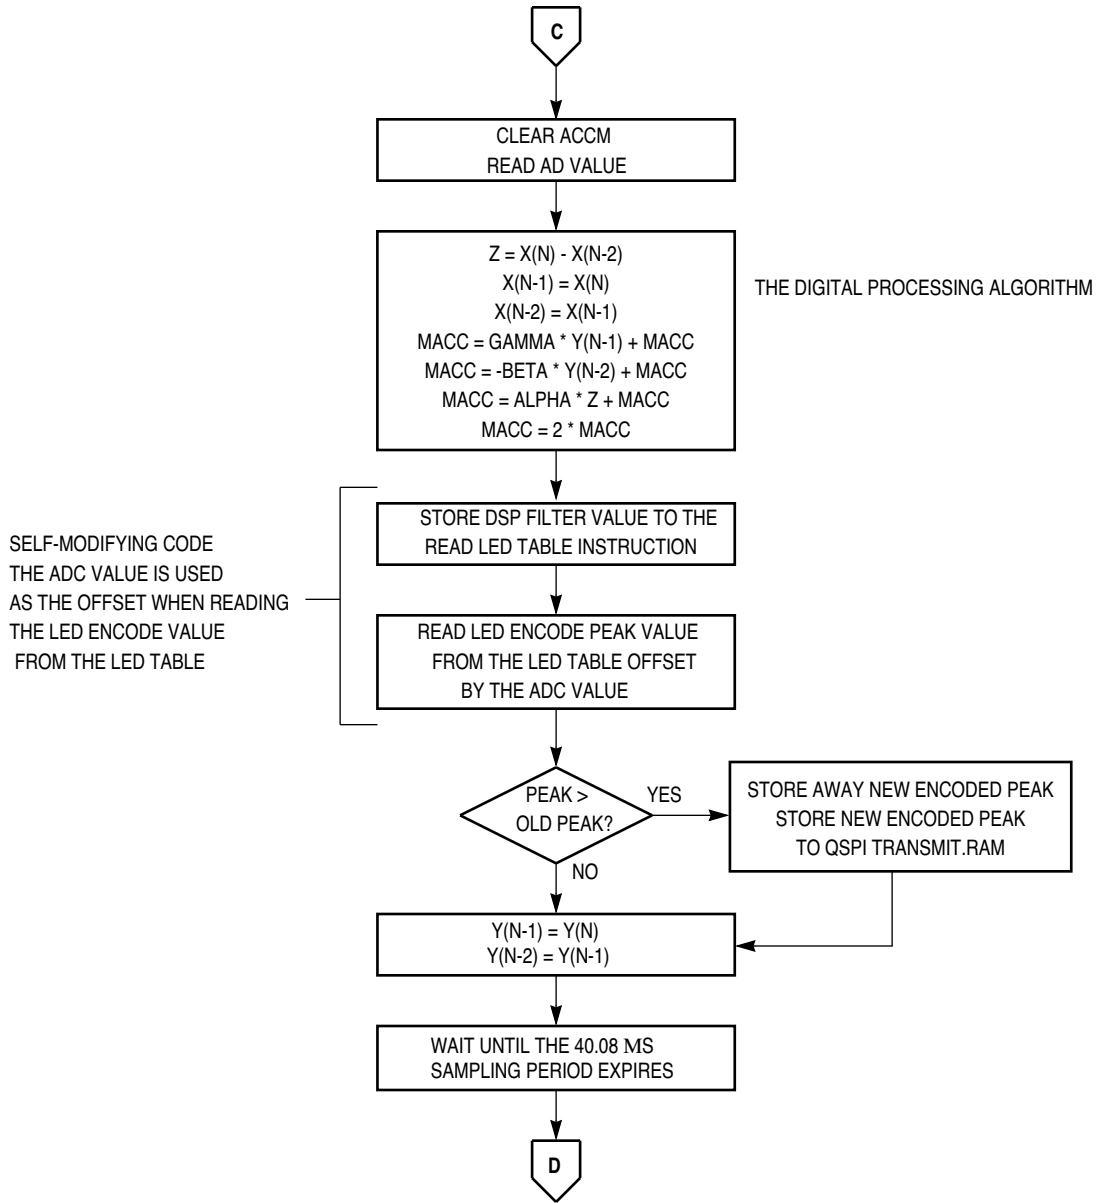 C
CLEAR ACCM
READ AD VALUE
Z = X(N) - X(N-2)
X(N-1) = X(N)
X(N-2) = X(N-1)
MACC = GAMMA * Y(N-1) + MACC
MACC = -BETA * Y(N-2) + MACC
MACC = ALPHA * Z + MACC
MACC = 2 * MACC
THE DIGITAL PROCESSING ALGORITHM
STORE DSP FILTER VALUE TO THE
READ LED TABLE INSTRUCTION
SELF-MODIFYING CODE
THE ADC VALUE IS USED
AS THE OFFSET WHEN READING
THE LED ENCODE VALUE
FROM THE LED TABLE
READ LED ENCODE PEAK VALUE
FROM THE LED TABLE OFFSET
BY THE ADC VALUE
PEAK >
OLD PEAK?
YES
STORE AWAY NEW ENCODED PEAK
STORE NEW ENCODED PEAK
TO QSPI TRANSMIT.RAM
NO
Y(N-1) = Y(N)
Y(N-2) = Y(N-1)
WAIT UNTIL THE 40.08 MS
SAMPLING PERIOD EXPIRES
D